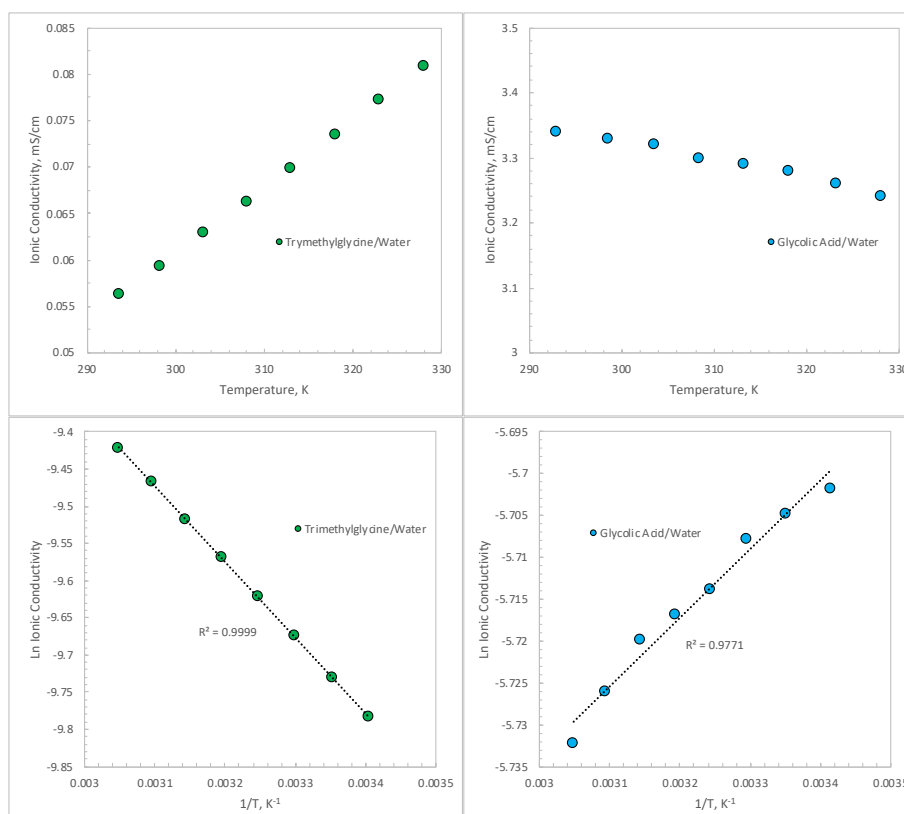 0.085
0.08
0.075
0.07
0.065
0.06
0.055
0.05
Ionic Conductivity, mS/cm
Trymethylglycine/Water
290 300 310 320 330
Temperature, K
3.5
3.4
3.3
3.2
3.1
3
Ionic Conductivity, mS/cm
Glycolic Acid/Water
290 300 310 320 330
Temperature, K
-9.4
-9.45
-9.5
-9.55
-9.6
-9.65
-9.7
-9.75
-9.8
-9.85
Ln Ionic Conductivity
Trimethylglycine/Water
R² = 0.9999
0.003 0.0031 0.0032 0.0033 0.0034 0.0035
1/T, K⁻¹
-5.695
-5.7
-5.705
-5.71
-5.715
-5.72
-5.725
-5.73
-5.735
Ln Ionic Conductivity
Glycolic Acid/Water
R² = 0.9771
0.003 0.0031 0.0032 0.0033 0.0034 0.0035
1/T, K⁻¹